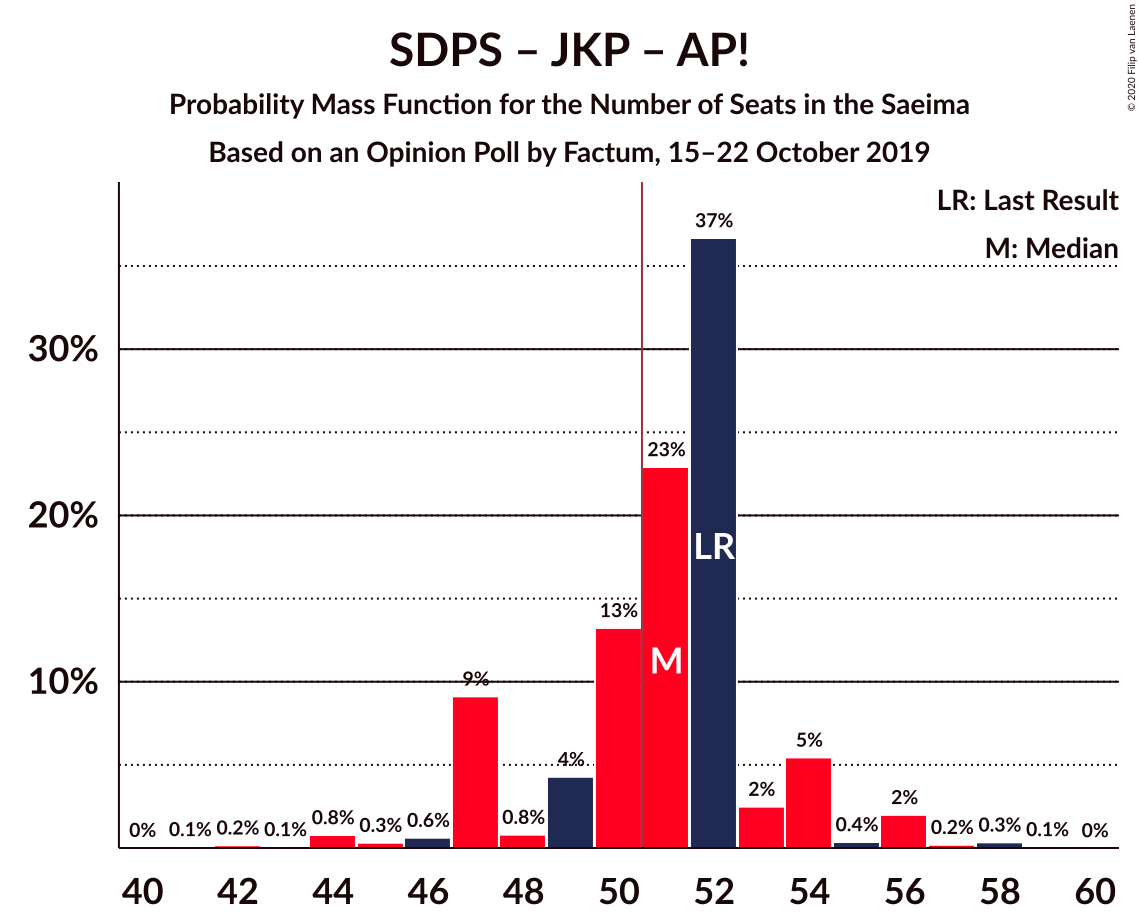 SDPS – JKP – AP!
Probability Mass Function for the Number of Seats in the Saeima
Based on an Opinion Poll by Factum, 15–22 October 2019
© 2020 Filip van Laenen
LR: Last Result
M: Median
30%
20%
10%
0%
0.1%
0.2%
0.1%
0.8%
0.3%
0.6%
9%
0.8%
4%
13%
23%
37%
2%
5%
0.4%
2%
0.2%
0.3%
0.1%
0%
M
LR
40 42 44 46 48 50 52 54 56 58 60